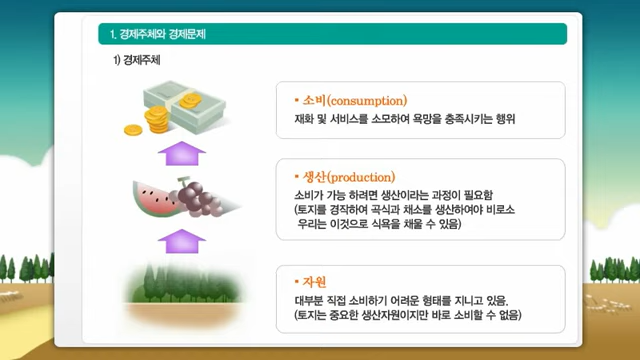 1. 경제주체와 경제문제
1) 경제주체
▪ 소비(consumption)
재화 및 서비스를 소모하여 욕망을 충족시키는 행위
▪ 생산(production)
소비가 가능 하려면 생산이라는 과정이 필요함
(토지를 경작하여 곡식과 채소를 생산하여야 비로소
우리는 이것으로 식욕을 채울 수 있음)
▪ 자원
대부분 직접 소비하기 어려운 형태를 지니고 있음.
(토지는 중요한 생산자원이지만 바로 소비할 수 없음)